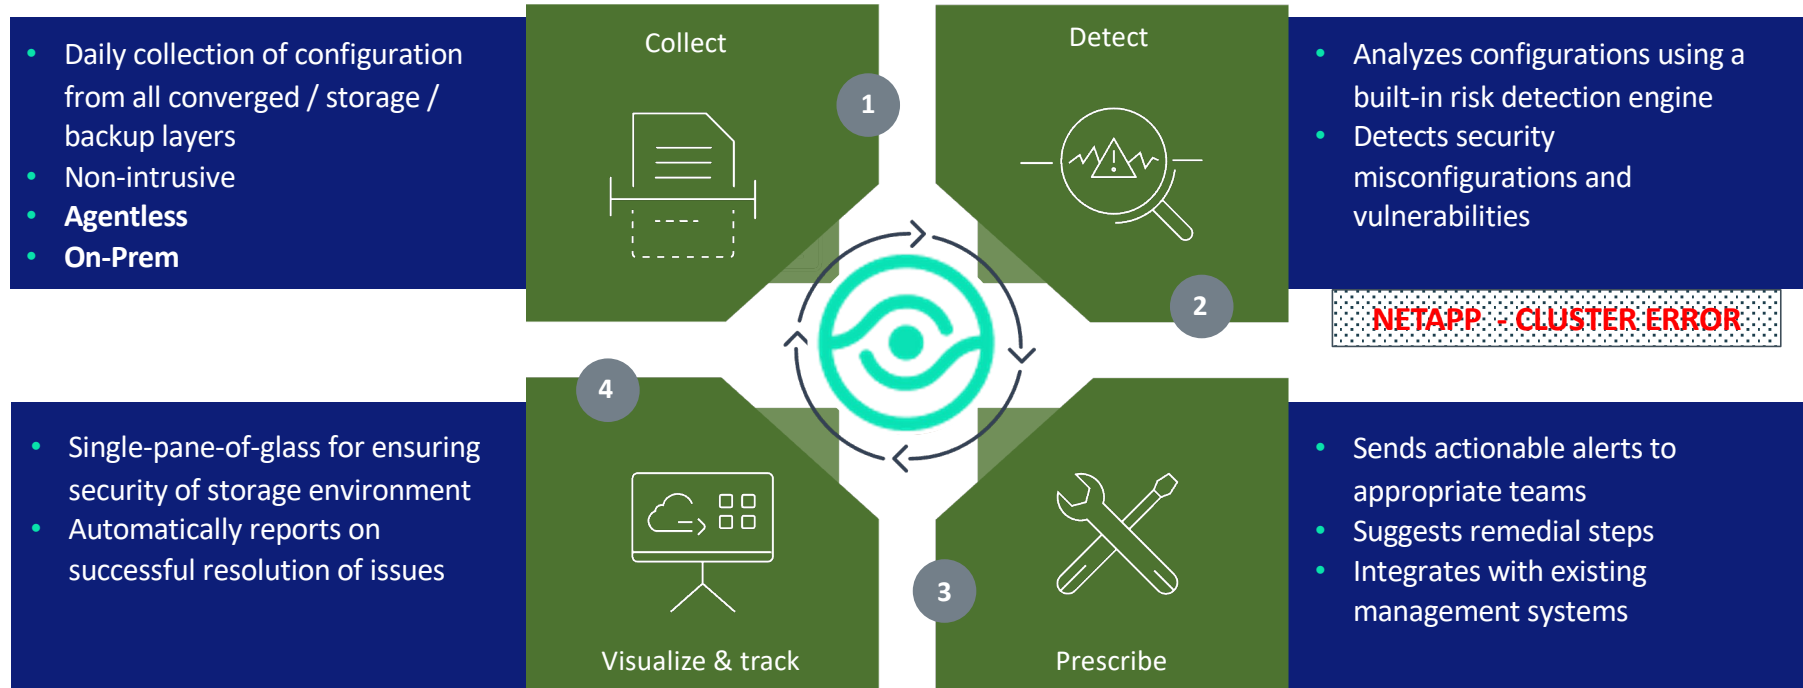 • Daily collection of configuration
from all converged / storage /
backup layers
• Non-intrusive
• Agentless
• On-Prem
Collect
1
Detect
2
• Analyzes configurations using a
built-in risk detection engine
• Detects security
misconfigurations and
vulnerabilities
NETAPP - CLUSTER ERROR
• Single-pane-of-glass for ensuring
security of storage environment
• Automatically reports on
successful resolution of issues
4
Visualize & track
3
Prescribe
• Sends actionable alerts to
appropriate teams
• Suggests remedial steps
• Integrates with existing
management systems